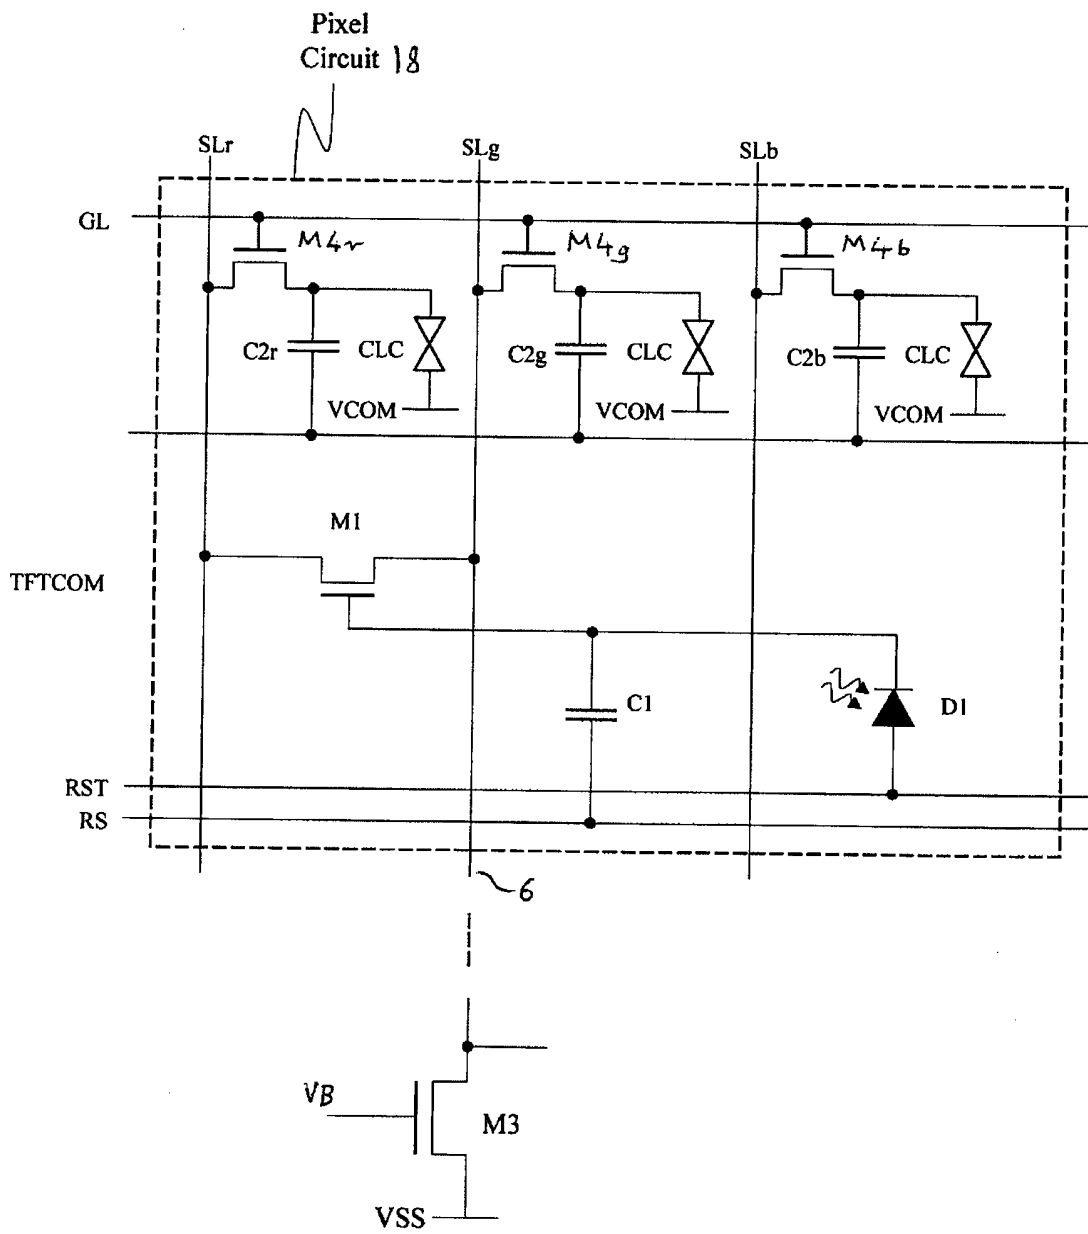 Pixel
Circuit 18
SLr
SLg
SLb
GL
M4r
M4g
M4b
C2r
CLC
C2g
CLC
C2b
CLC
VCOM
VCOM
VCOM
M1
TFTCOM
C1
D1
RST
RS
6
VB
M3
VSS